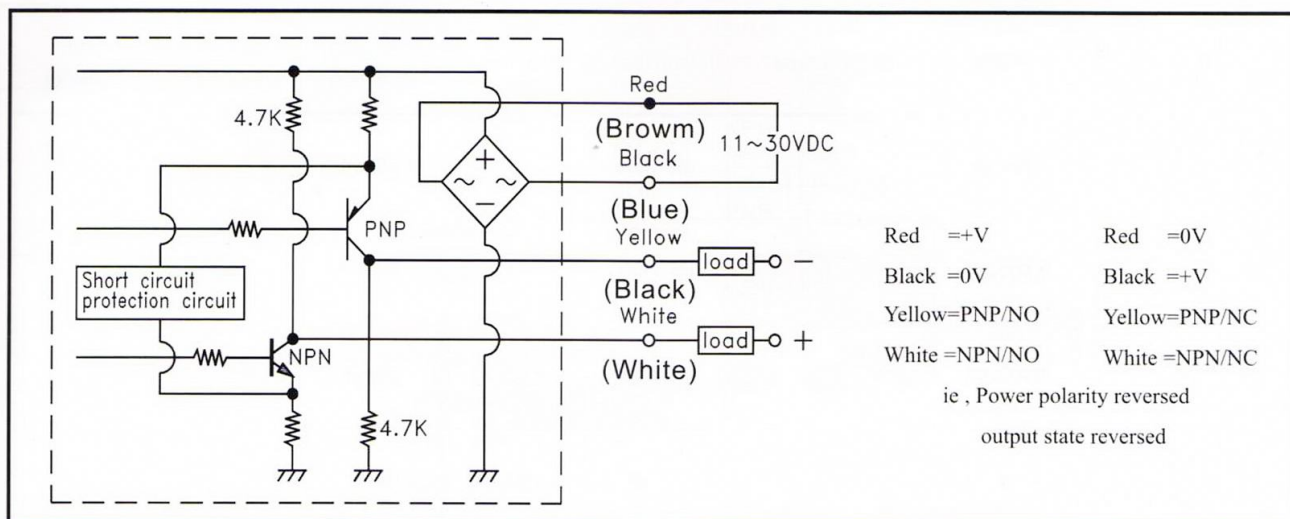 4.7K
Red
(Browm)
11~30VDC
Black
+
~ ~
−
(Blue)
PNP
Yellow
load −
(Black)
Short circuit
protection circuit
White
NPN
load +
(White)
4.7K
Red =+V
Black =0V
Yellow=PNP/NO
White =NPN/NO
Red =0V
Black =+V
Yellow=PNP/NC
White =NPN/NC
ie , Power polarity reversed
output state reversed